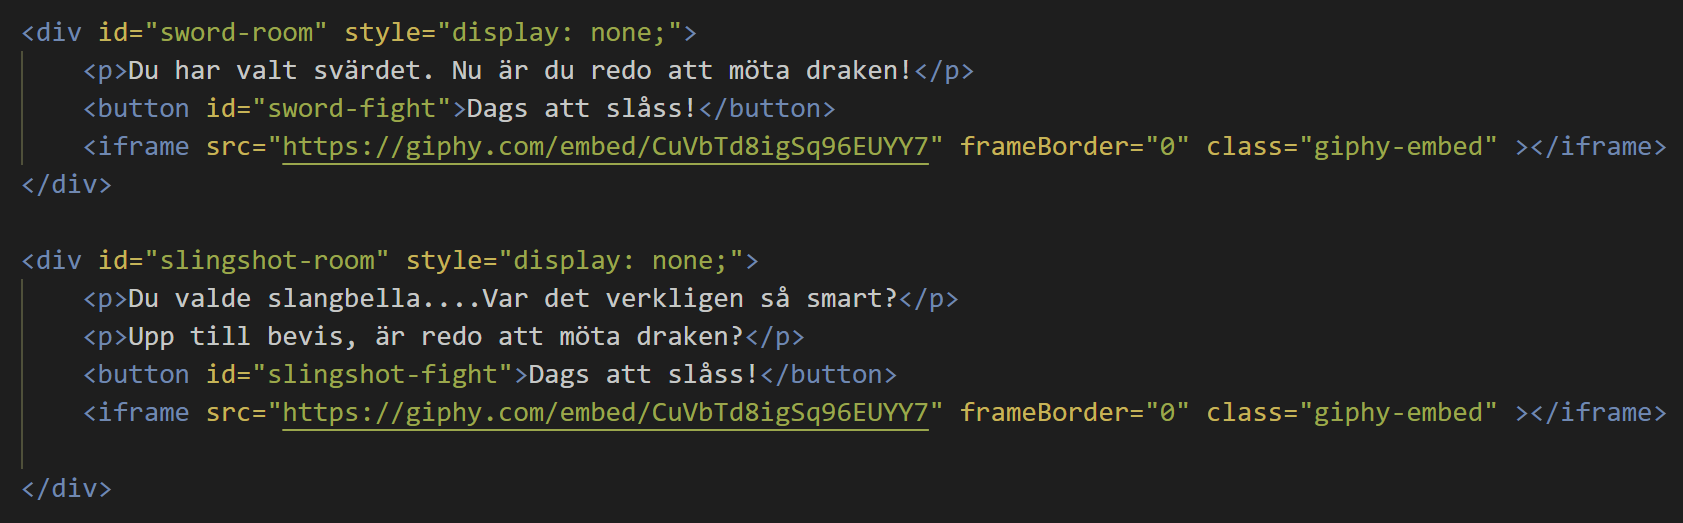 <div id="sword-room" style="display: none;">
    <p>Du har valt svärdet. Nu är du redo att möta draken!</p>
    <button id="sword-fight">Dags att slåss!</button>
    <iframe src="https://giphy.com/embed/CuVbTd8igSq96EUYY7" frameBorder="0" class="giphy-embed" ></iframe>
</div>

<div id="slingshot-room" style="display: none;">
    <p>Du valde slangbella....Var det verkligen så smart?</p>
    <p>Upp till bevis, är redo att möta draken?</p>
    <button id="slingshot-fight">Dags att slåss!</button>
    <iframe src="https://giphy.com/embed/CuVbTd8igSq96EUYY7" frameBorder="0" class="giphy-embed" ></iframe>

</div>